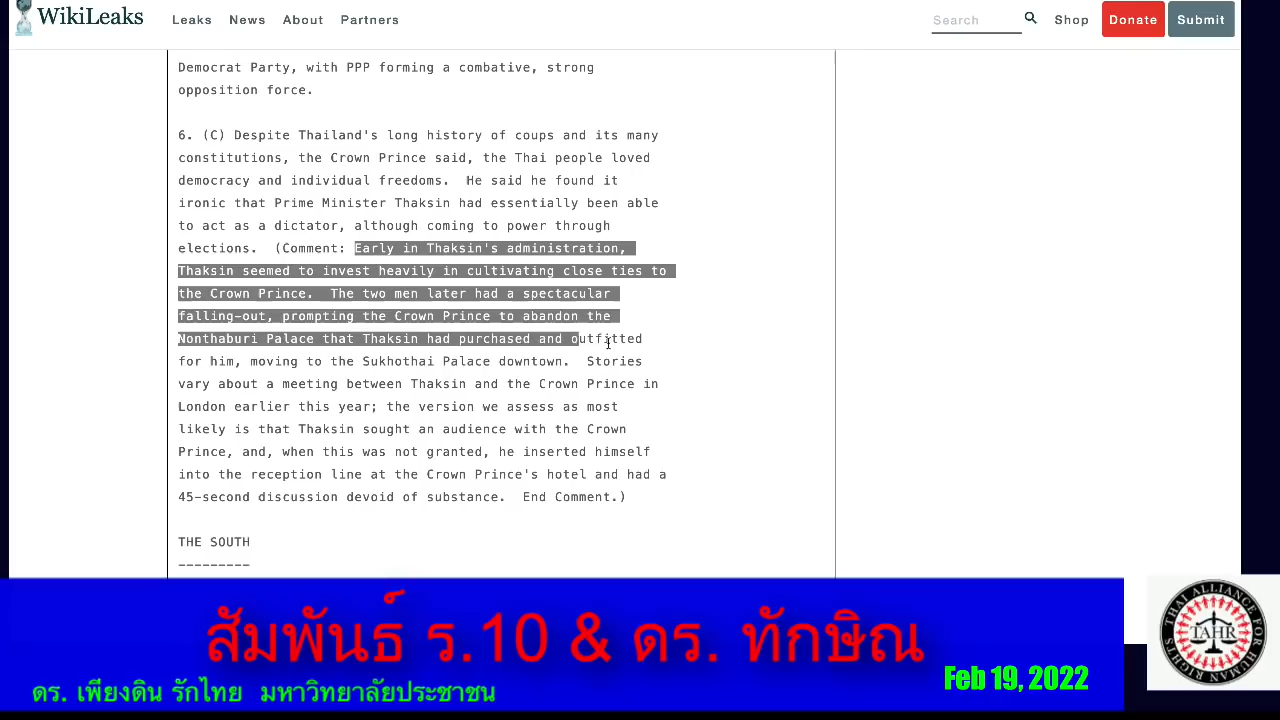 WikiLeaks Leaks News About Partners Search Shop Donate Submit
Democrat Party, with PPP forming a combative, strong
opposition force.
6. (C) Despite Thailand's long history of coups and its many
constitutions, the Crown Prince said, the Thai people loved
democracy and individual freedoms.  He said he found it
ironic that Prime Minister Thaksin had essentially been able
to act as a dictator, although coming to power through
elections.  (Comment: Early in Thaksin's administration,
Thaksin seemed to invest heavily in cultivating close ties to
the Crown Prince.  The two men later had a spectacular
falling-out, prompting the Crown Prince to abandon the
Nonthaburi Palace that Thaksin had purchased and outfitted
for him, moving to the Sukhothai Palace downtown.  Stories
vary about a meeting between Thaksin and the Crown Prince in
London earlier this year; the version we assess as most
likely is that Thaksin sought an audience with the Crown
Prince, and, when this was not granted, he inserted himself
into the reception line at the Crown Prince's hotel and had a
45-second discussion devoid of substance.  End Comment.)
THE SOUTH
---------
สัมพันธ์ ร.10 & ดร. ทักษิณ
ดร. เพียงดิน รักไทย มหาวิทยาลัยประชาชน
Feb 19, 2022
THAI ALLIANCE FOR HUMAN RIGHTS
TAHR